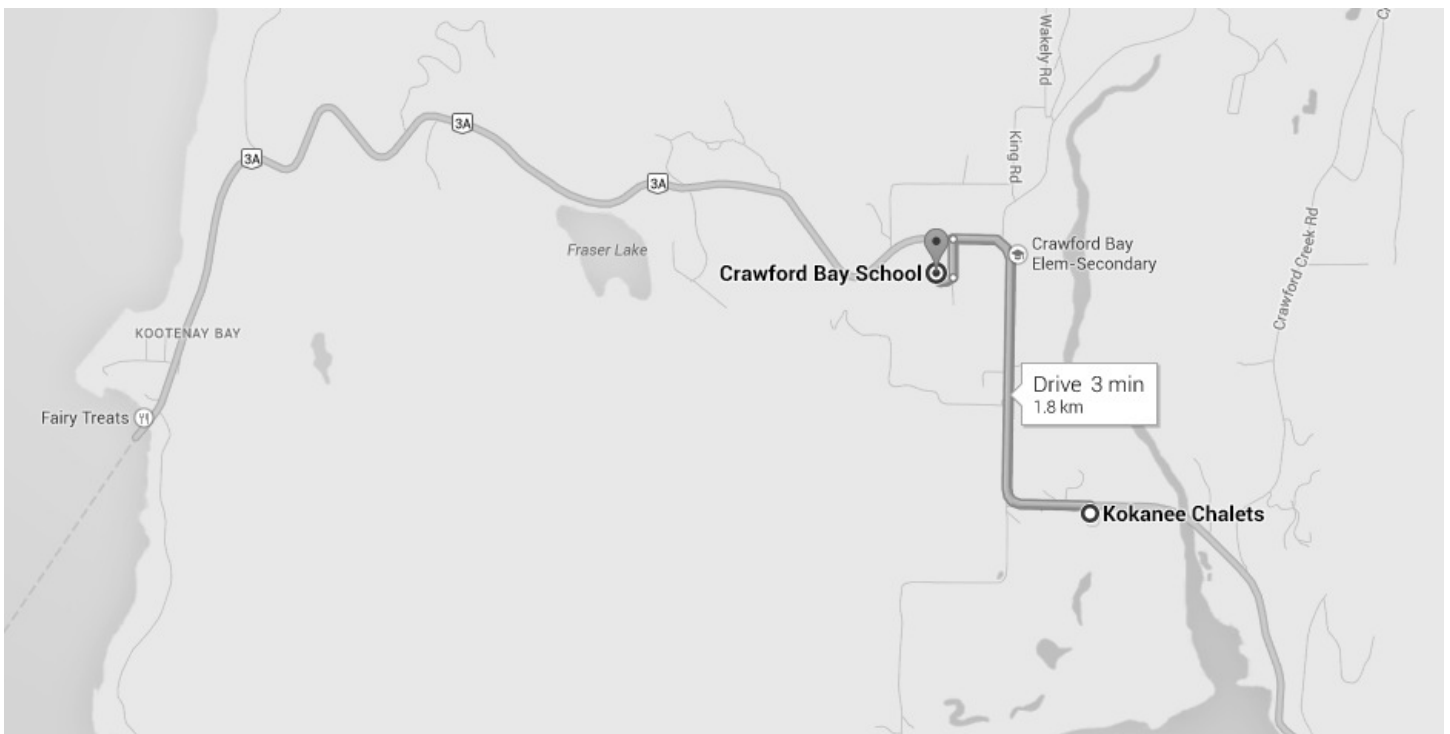 Wakely Rd
3A
3A
King Rd
3A
Crawford Creek Rd
Fraser Lake
Crawford Bay
Elem-Secondary
Crawford Bay School
KOOTENAY BAY
Drive 3 min
1.8 km
Fairy Treats
Kokanee Chalets